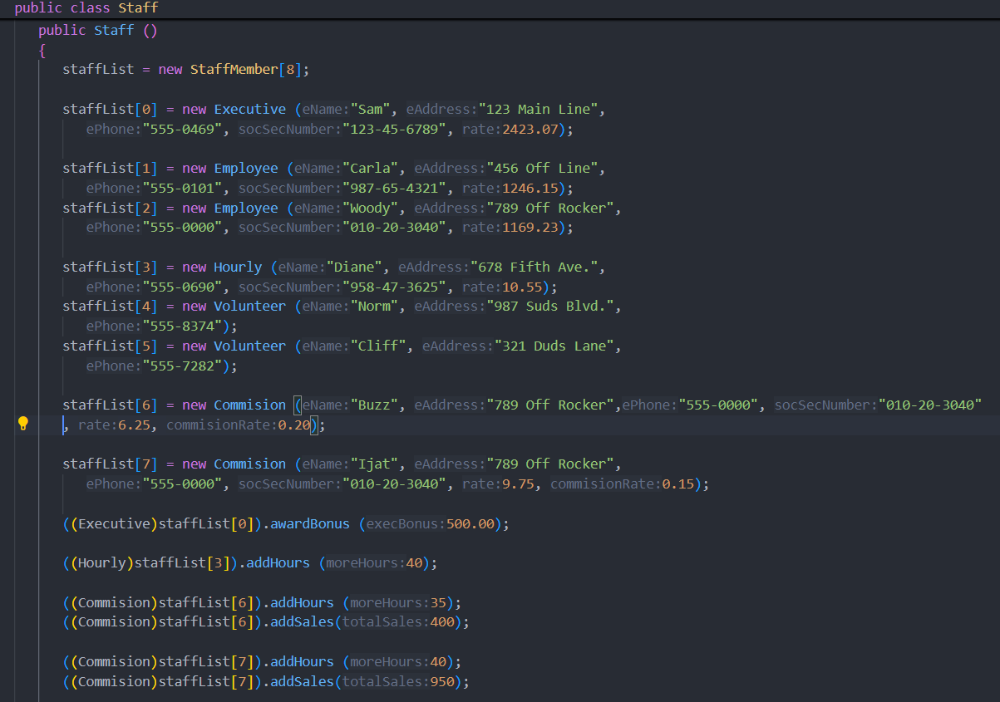 public class Staff
public Staff ()
{
staffList = new StaffMember[8];
staffList[0] = new Executive (eName:"Sam", eAddress:"123 Main Line",
ePhone:"555-0469", socSecNumber:"123-45-6789", rate:2423.07);
staffList[1] = new Employee (eName:"Carla", eAddress:"456 Off Line",
ePhone:"555-0101", socSecNumber:"987-65-4321", rate:1246.15);
staffList[2] = new Employee (eName:"Woody", eAddress:"789 Off Rocker",
ePhone:"555-0000", socSecNumber:"010-20-3040", rate:1169.23);
staffList[3] = new Hourly (eName:"Diane", eAddress:"678 Fifth Ave.",
ePhone:"555-0690", socSecNumber:"958-47-3625", rate:10.55);
staffList[4] = new Volunteer (eName:"Norm", eAddress:"987 Suds Blvd.",
ePhone:"555-8374");
staffList[5] = new Volunteer (eName:"Cliff", eAddress:"321 Duds Lane",
ePhone:"555-7282");
staffList[6] = new Commision (eName:"Buzz", eAddress:"789 Off Rocker",ePhone:"555-0000", socSecNumber:"010-20-3040"
, rate:6.25, commisionRate:0.20);
staffList[7] = new Commision (eName:"Ijat", eAddress:"789 Off Rocker",
ePhone:"555-0000", socSecNumber:"010-20-3040", rate:9.75, commisionRate:0.15);
((Executive)staffList[0]).awardBonus (execBonus:500.00);
((Hourly)staffList[3]).addHours (moreHours:40);
((Commision)staffList[6]).addHours (moreHours:35);
((Commision)staffList[6]).addSales(totalSales:400);
((Commision)staffList[7]).addHours (moreHours:40);
((Commision)staffList[7]).addSales(totalSales:950);